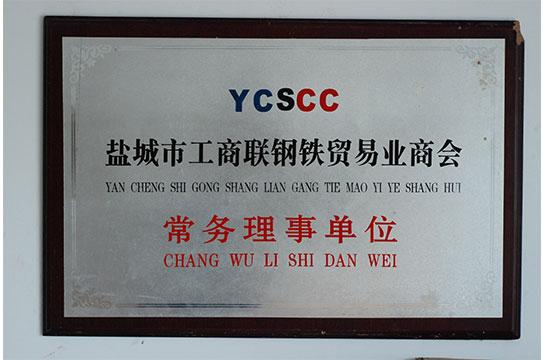 YCSCC
盐城市工商联钢铁贸易业商会
YAN CHENG SHI GONG SHANG LIAN GANG TIE MAO YI YE SHANG HUI
常务理事单位
CHANG WU LI SHI DAN WEI